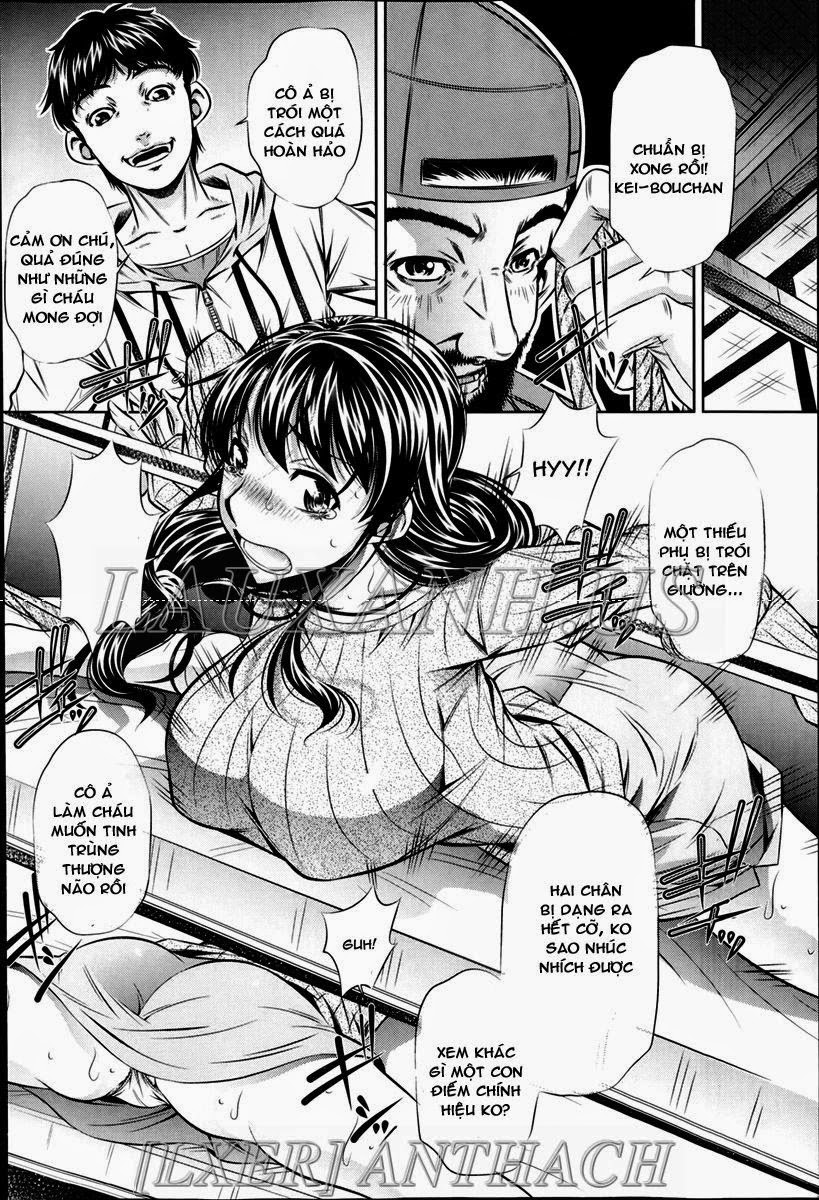 CHUẨN BỊ
XONG RỒI!
KEI-BOUCHAN
CÔ Ả BỊ
TRÓI MỘT
CÁCH QUÁ
HOÀN HẢO
CẢM ƠN CHÚ,
QUẢ ĐÚNG
NHƯ NHỮNG
GÌ CHÁU
MONG ĐỢI
HYY!!
MỘT THIẾU
PHỤ BỊ TRÓI
CHẶT TRÊN
GIƯỜNG...
LAUXANH.US
CÔ Ả
LÀM CHÁU
MUỐN TINH
TRÙNG
THƯỢNG
NÃO RỒI
HAI CHÂN
BỊ DẠNG RA
HẾT CỠ, KO
SAO NHÚC
NHÍCH ĐƯỢC
GUH!
XEM KHÁC
GÌ MỘT CON
ĐIẾM CHÍNH
HIỆU KO?
[LXER] ANTHACH